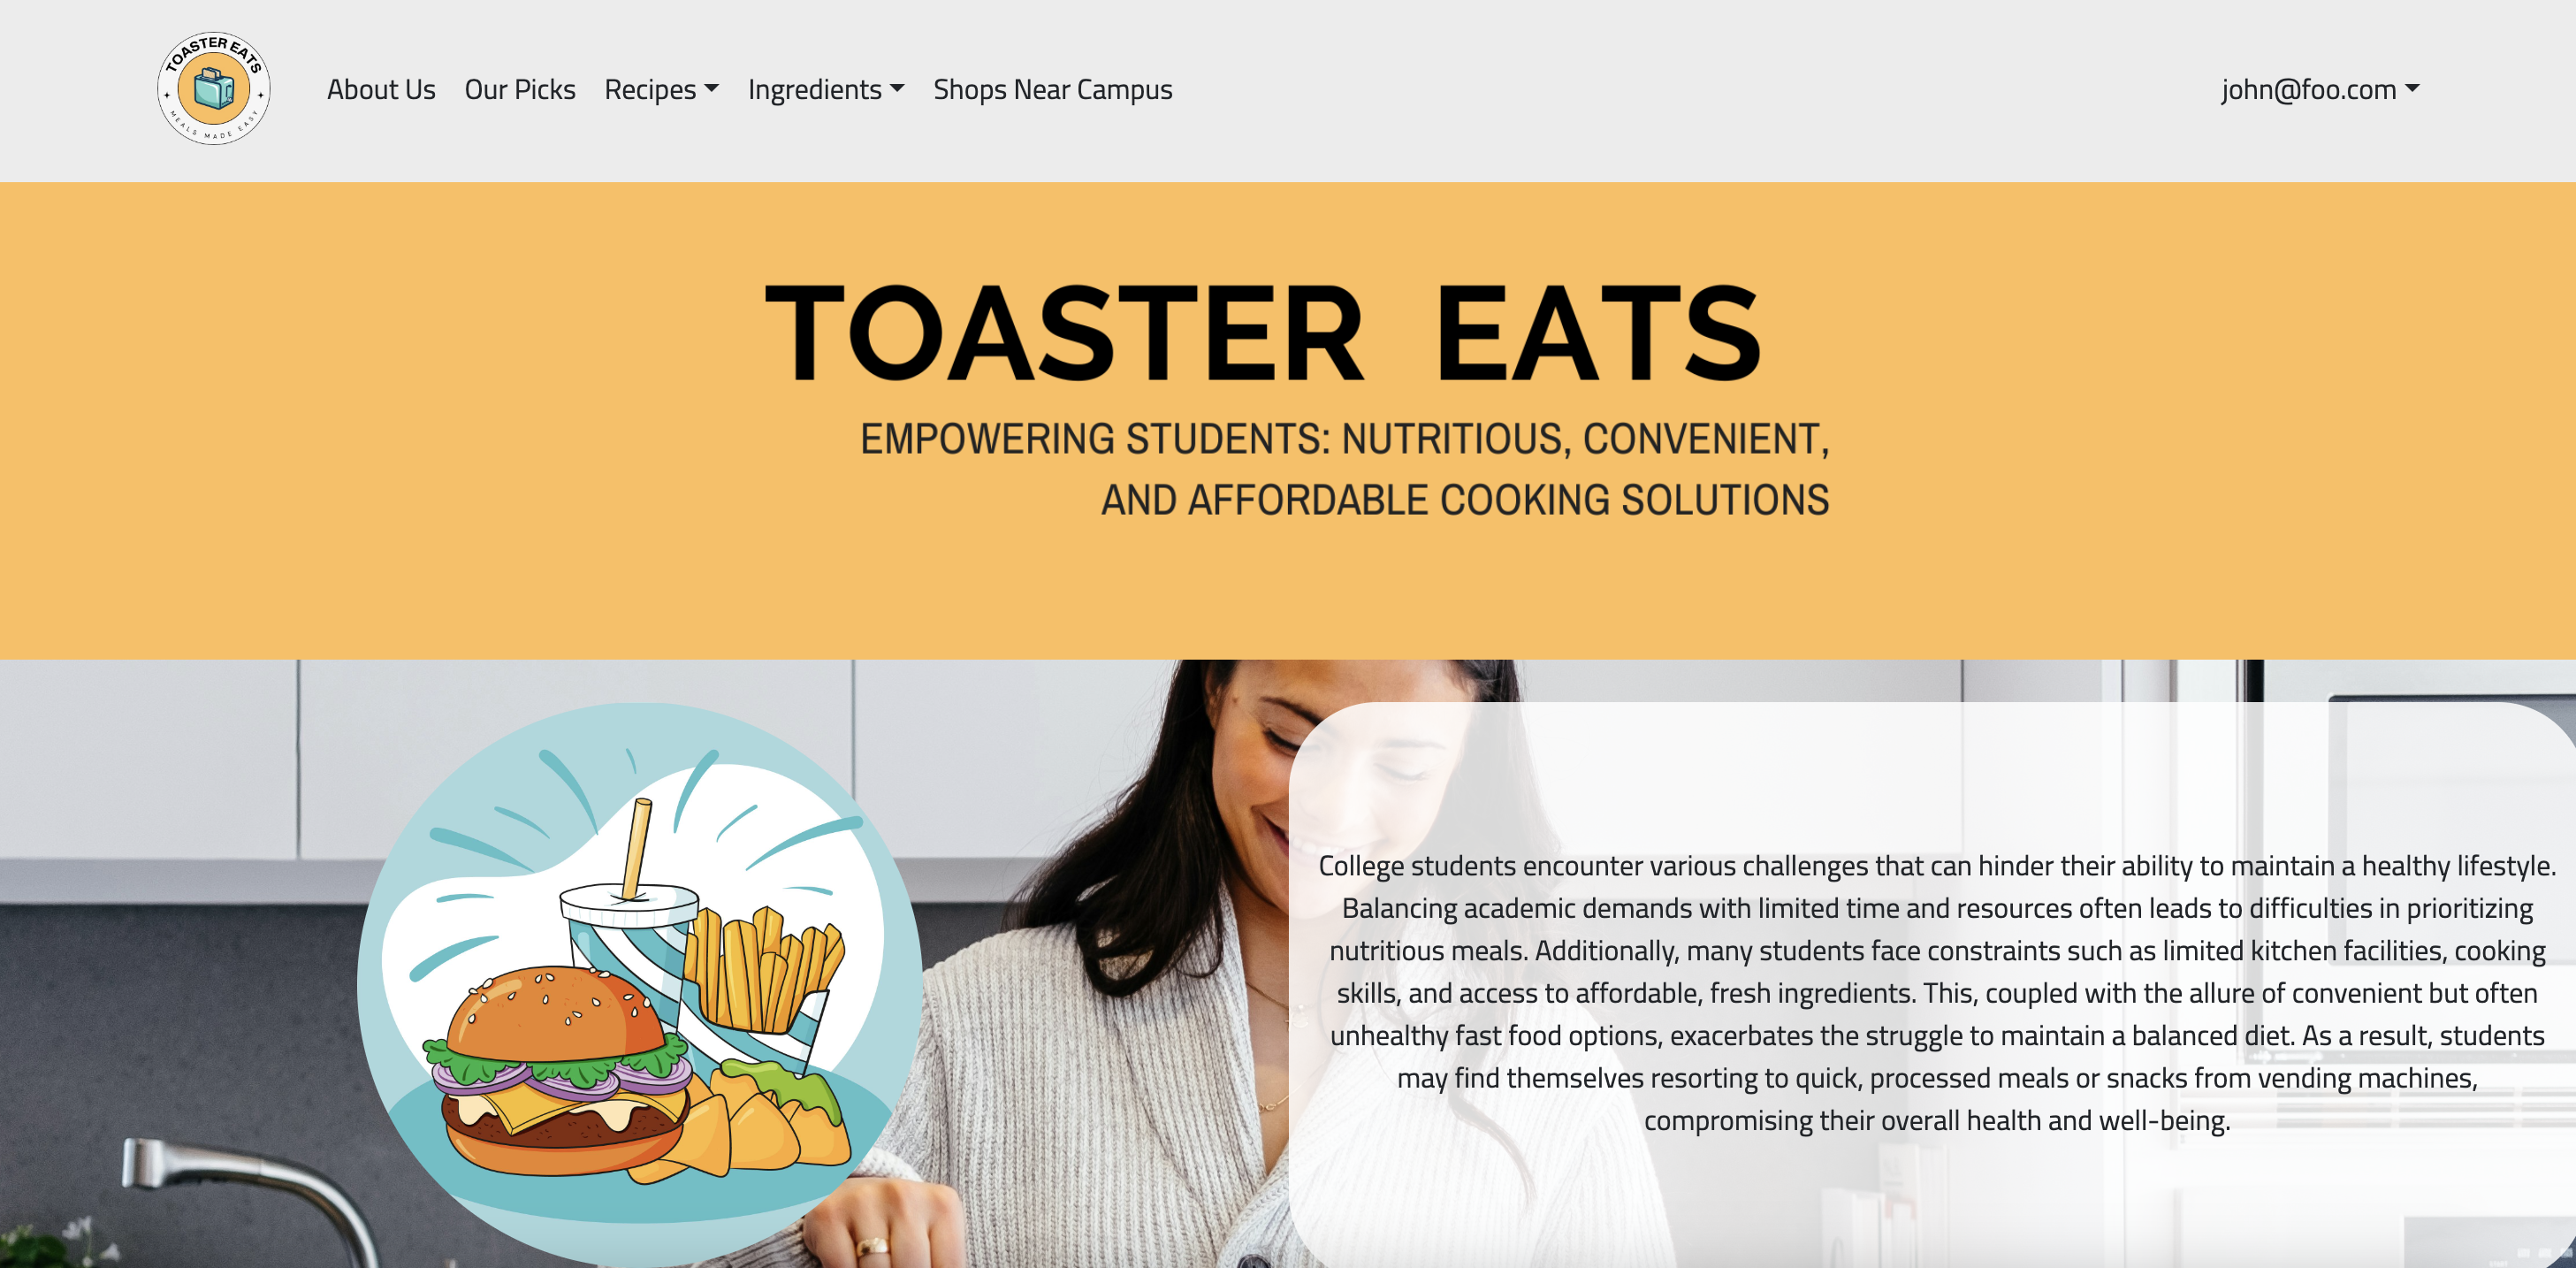 TOASTER EATS
MEALS MADE EASY
About Us Our Picks Recipes Ingredients Shops Near Campus john@foo.com
TOASTER EATS
EMPOWERING STUDENTS: NUTRITIOUS, CONVENIENT,
AND AFFORDABLE COOKING SOLUTIONS
College students encounter various challenges that can hinder their ability to maintain a healthy lifestyle.
Balancing academic demands with limited time and resources often leads to difficulties in prioritizing
nutritious meals. Additionally, many students face constraints such as limited kitchen facilities, cooking
skills, and access to affordable, fresh ingredients. This, coupled with the allure of convenient but often
unhealthy fast food options, exacerbates the struggle to maintain a balanced diet. As a result, students
may find themselves resorting to quick, processed meals or snacks from vending machines,
compromising their overall health and well-being.